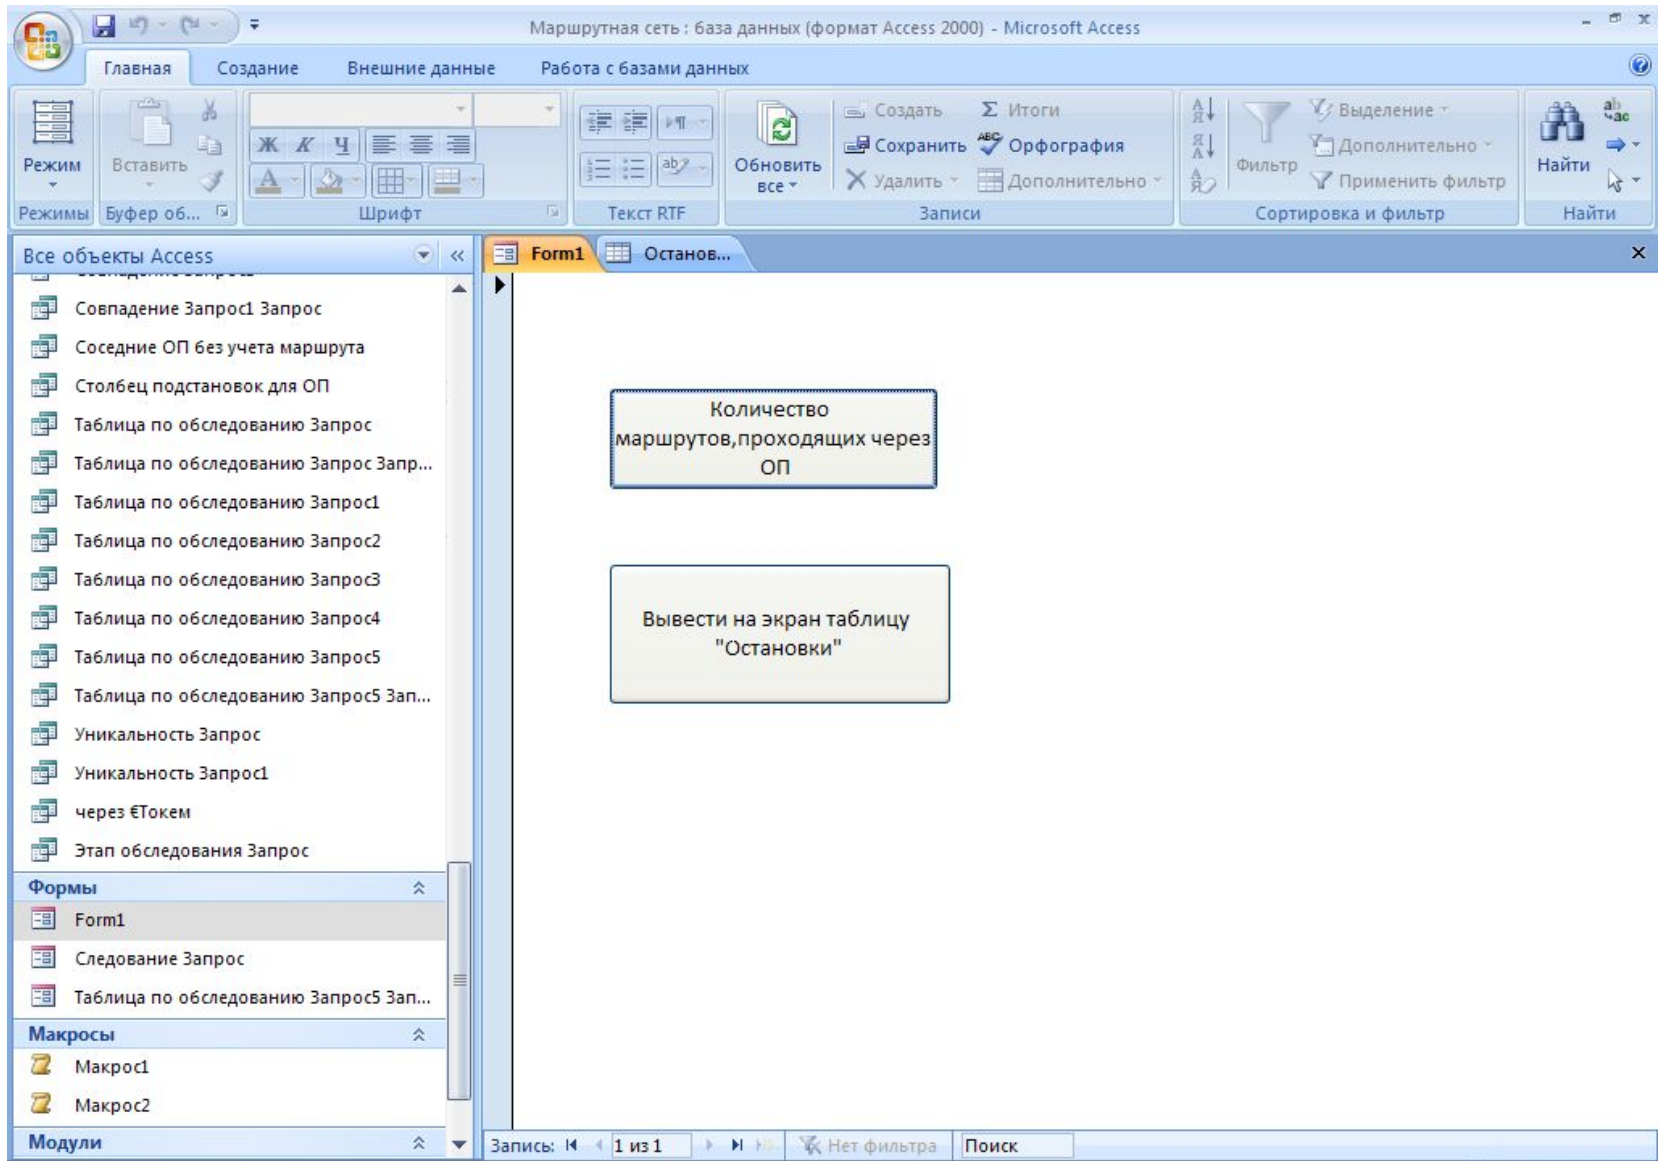 Маршрутная сеть : база данных (формат Access 2000) - Microsoft Access
Главная Создание Внешние данные Работа с базами данных
Режим
Вставить
Ж К Ч
А
ab
Обновить все
Создать
Сохранить
Удалить
Σ Итоги
ABC Орфография
Дополнительно
А Я
Я А
А Я
Фильтр
Выделение
Дополнительно
Применить фильтр
Найти
ab ac
Режимы Буфер об... Шрифт Текст RTF Записи Сортировка и фильтр Найти
Все объекты Access
Form1 Останов...
Совпадение Запрос1 Запрос
Соседние ОП без учета маршрута
Столбец подстановок для ОП
Таблица по обследованию Запрос
Таблица по обследованию Запрос Запр...
Таблица по обследованию Запрос1
Таблица по обследованию Запрос2
Таблица по обследованию Запрос3
Таблица по обследованию Запрос4
Таблица по обследованию Запрос5
Таблица по обследованию Запрос5 Зап...
Уникальность Запрос
Уникальность Запрос1
через €Токем
Этап обследования Запрос
Формы
Form1
Следование Запрос
Таблица по обследованию Запрос5 Зап...
Макросы
Макрос1
Макрос2
Модули
Количество
маршрутов,проходящих через
ОП
Вывести на экран таблицу
"Остановки"
Запись: 1 из 1 Нет фильтра Поиск